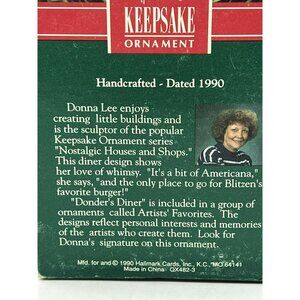 KEEPSAKE
ORNAMENT
Handcrafted - Dated 1990
Donna Lee enjoys
creating little buildings and
is the sculptor of the popular
Keepsake Ornament series
"Nostalgic Houses and Shops."
This diner design shows
her love of whimsy. "It's a bit of Americana,"
she says, "and the only place to go for Blitzen's
favorite burger!"
"Donder's Diner" is included in a group of
ornaments called Artists' Favorites. The
designs reflect personal interests and memories
of the artists who create them. Look for
Donna's signature on this ornament.
Mfd. for and © 1990 Hallmark Cards, Inc., K.C., MO 64141
Made in China QX482-3